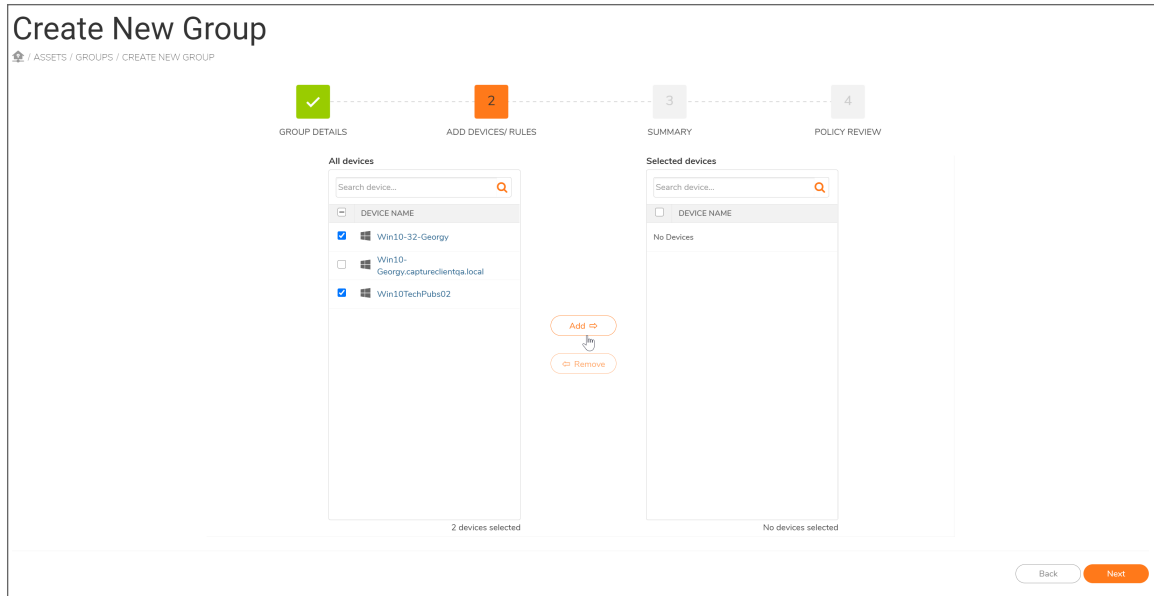 Create New Group
/ ASSETS / GROUPS / CREATE NEW GROUP
2
3
4
GROUP DETAILS
ADD DEVICES/ RULES
SUMMARY
POLICY REVIEW
All devices
Search device...
DEVICE NAME
Win10-32-Georgy
Win10-
Georgy.captureclientqa.local
Win10TechPubs02
2 devices selected
Add ⇨
⇦ Remove
Selected devices
Search device...
DEVICE NAME
No Devices
No devices selected
Back
Next